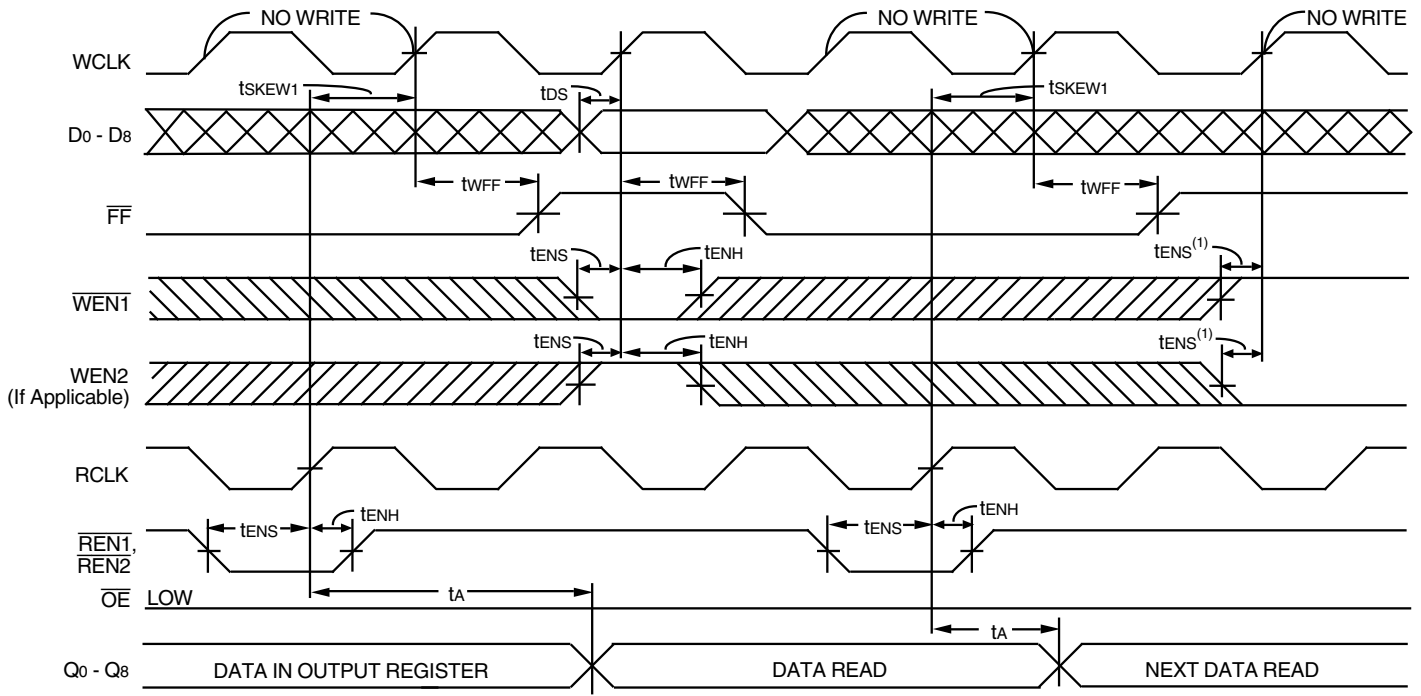 NO WRITE NO WRITE NO WRITE
WCLK
tSKEW1 tDS tSKEW1
D0 - D8
tWFF tWFF tWFF
FF
tENS tENH tENS(1)
WEN1
tENS tENH tENS(1)
WEN2
(If Applicable)
RCLK
tENS tENH tENS tENH
REN1,
REN2
OE LOW tA
tA
Q0 - Q8 DATA IN OUTPUT REGISTER DATA READ NEXT DATA READ